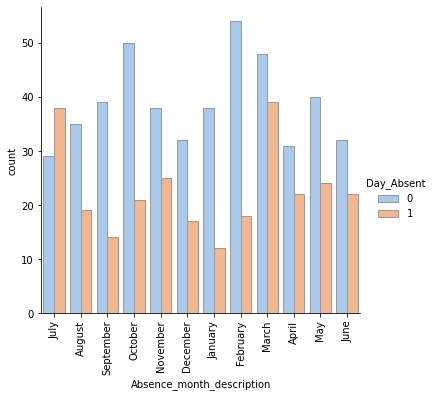 50
40
30
20
10
0
count
July
August
September
October
November
December
January
February
March
April
May
June
Absence_month_description
Day_Absent
0
1